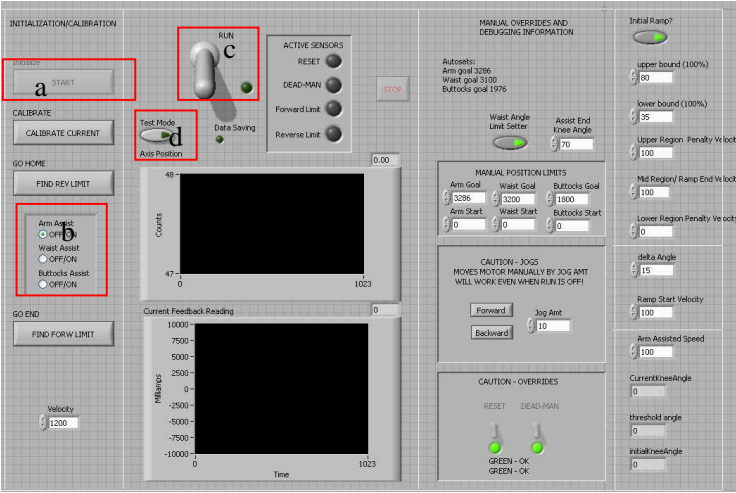 INITIALIZATION/CALIBRATION
Initialize
START
a
CALIBRATE
CALIBRATE CURRENT
GO HOME
FIND REV LIMIT
Arm Assist
OFF/ON
b
Waist Assist
OFF/ON
Buttocks Assist
OFF/ON
GO END
FIND FORW LIMIT
Velocity
1200
RUN
c
Test Mode
d
Axis Position
Data Saving
ACTIVE SENSORS
RESET
DEAD-MAN
Forward Limit
Reverse Limit
STOP
0.00
48
Counts
47
0
1023
Current Feedback Reading
0
10000
7500
5000
2500
0
-2500
-5000
-7500
-10000
Milliamps
0
1023
Time
MANUAL OVERRIDES AND
DEBUGGING INFORMATION
Autosets:
Arm goal 3286
Waist goal 3100
Buttocks goal 1976
Waist Angle
Limit Setter
Assist End
Knee Angle
70
MANUAL POSITION LIMITS
Arm Goal Waist Goal Buttocks Goal
3286 3200 1800
Arm Start Waist Start Buttocks Start
0 0 0
CAUTION - JOGS
MOVES MOTOR MANUALLY BY JOG AMT
WILL WORK EVEN WHEN RUN IS OFF!
Forward
Backward
Jog Amt
10
CAUTION - OVERRIDES
RESET DEAD-MAN
GREEN - OK
GREEN - OK
Initial Ramp?
upper bound (100%)
80
lower bound (100%)
35
Upper Region Penalty Velocit
100
Mid Region/ Ramp End Velocit
100
Lower Region Penalty Velocity
0
delta Angle
15
Ramp Start Velocity
100
Arm Assisted Speed
100
CurrentKneeAngle
0
threshold angle
0
initialKneeAngle
0